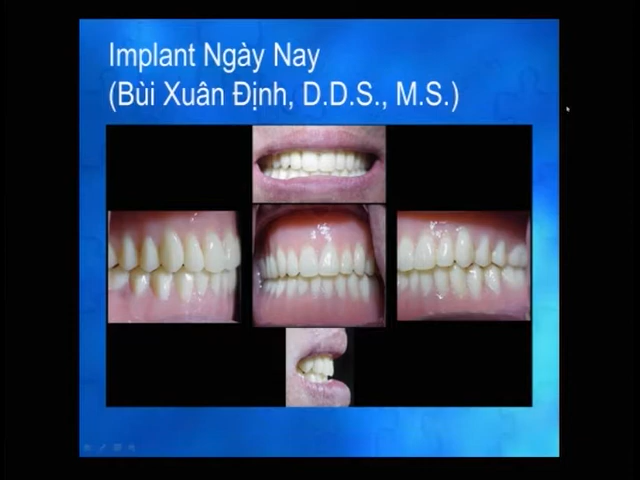 Implant Ngày Nay
(Bùi Xuân Định, D.D.S., M.S.)